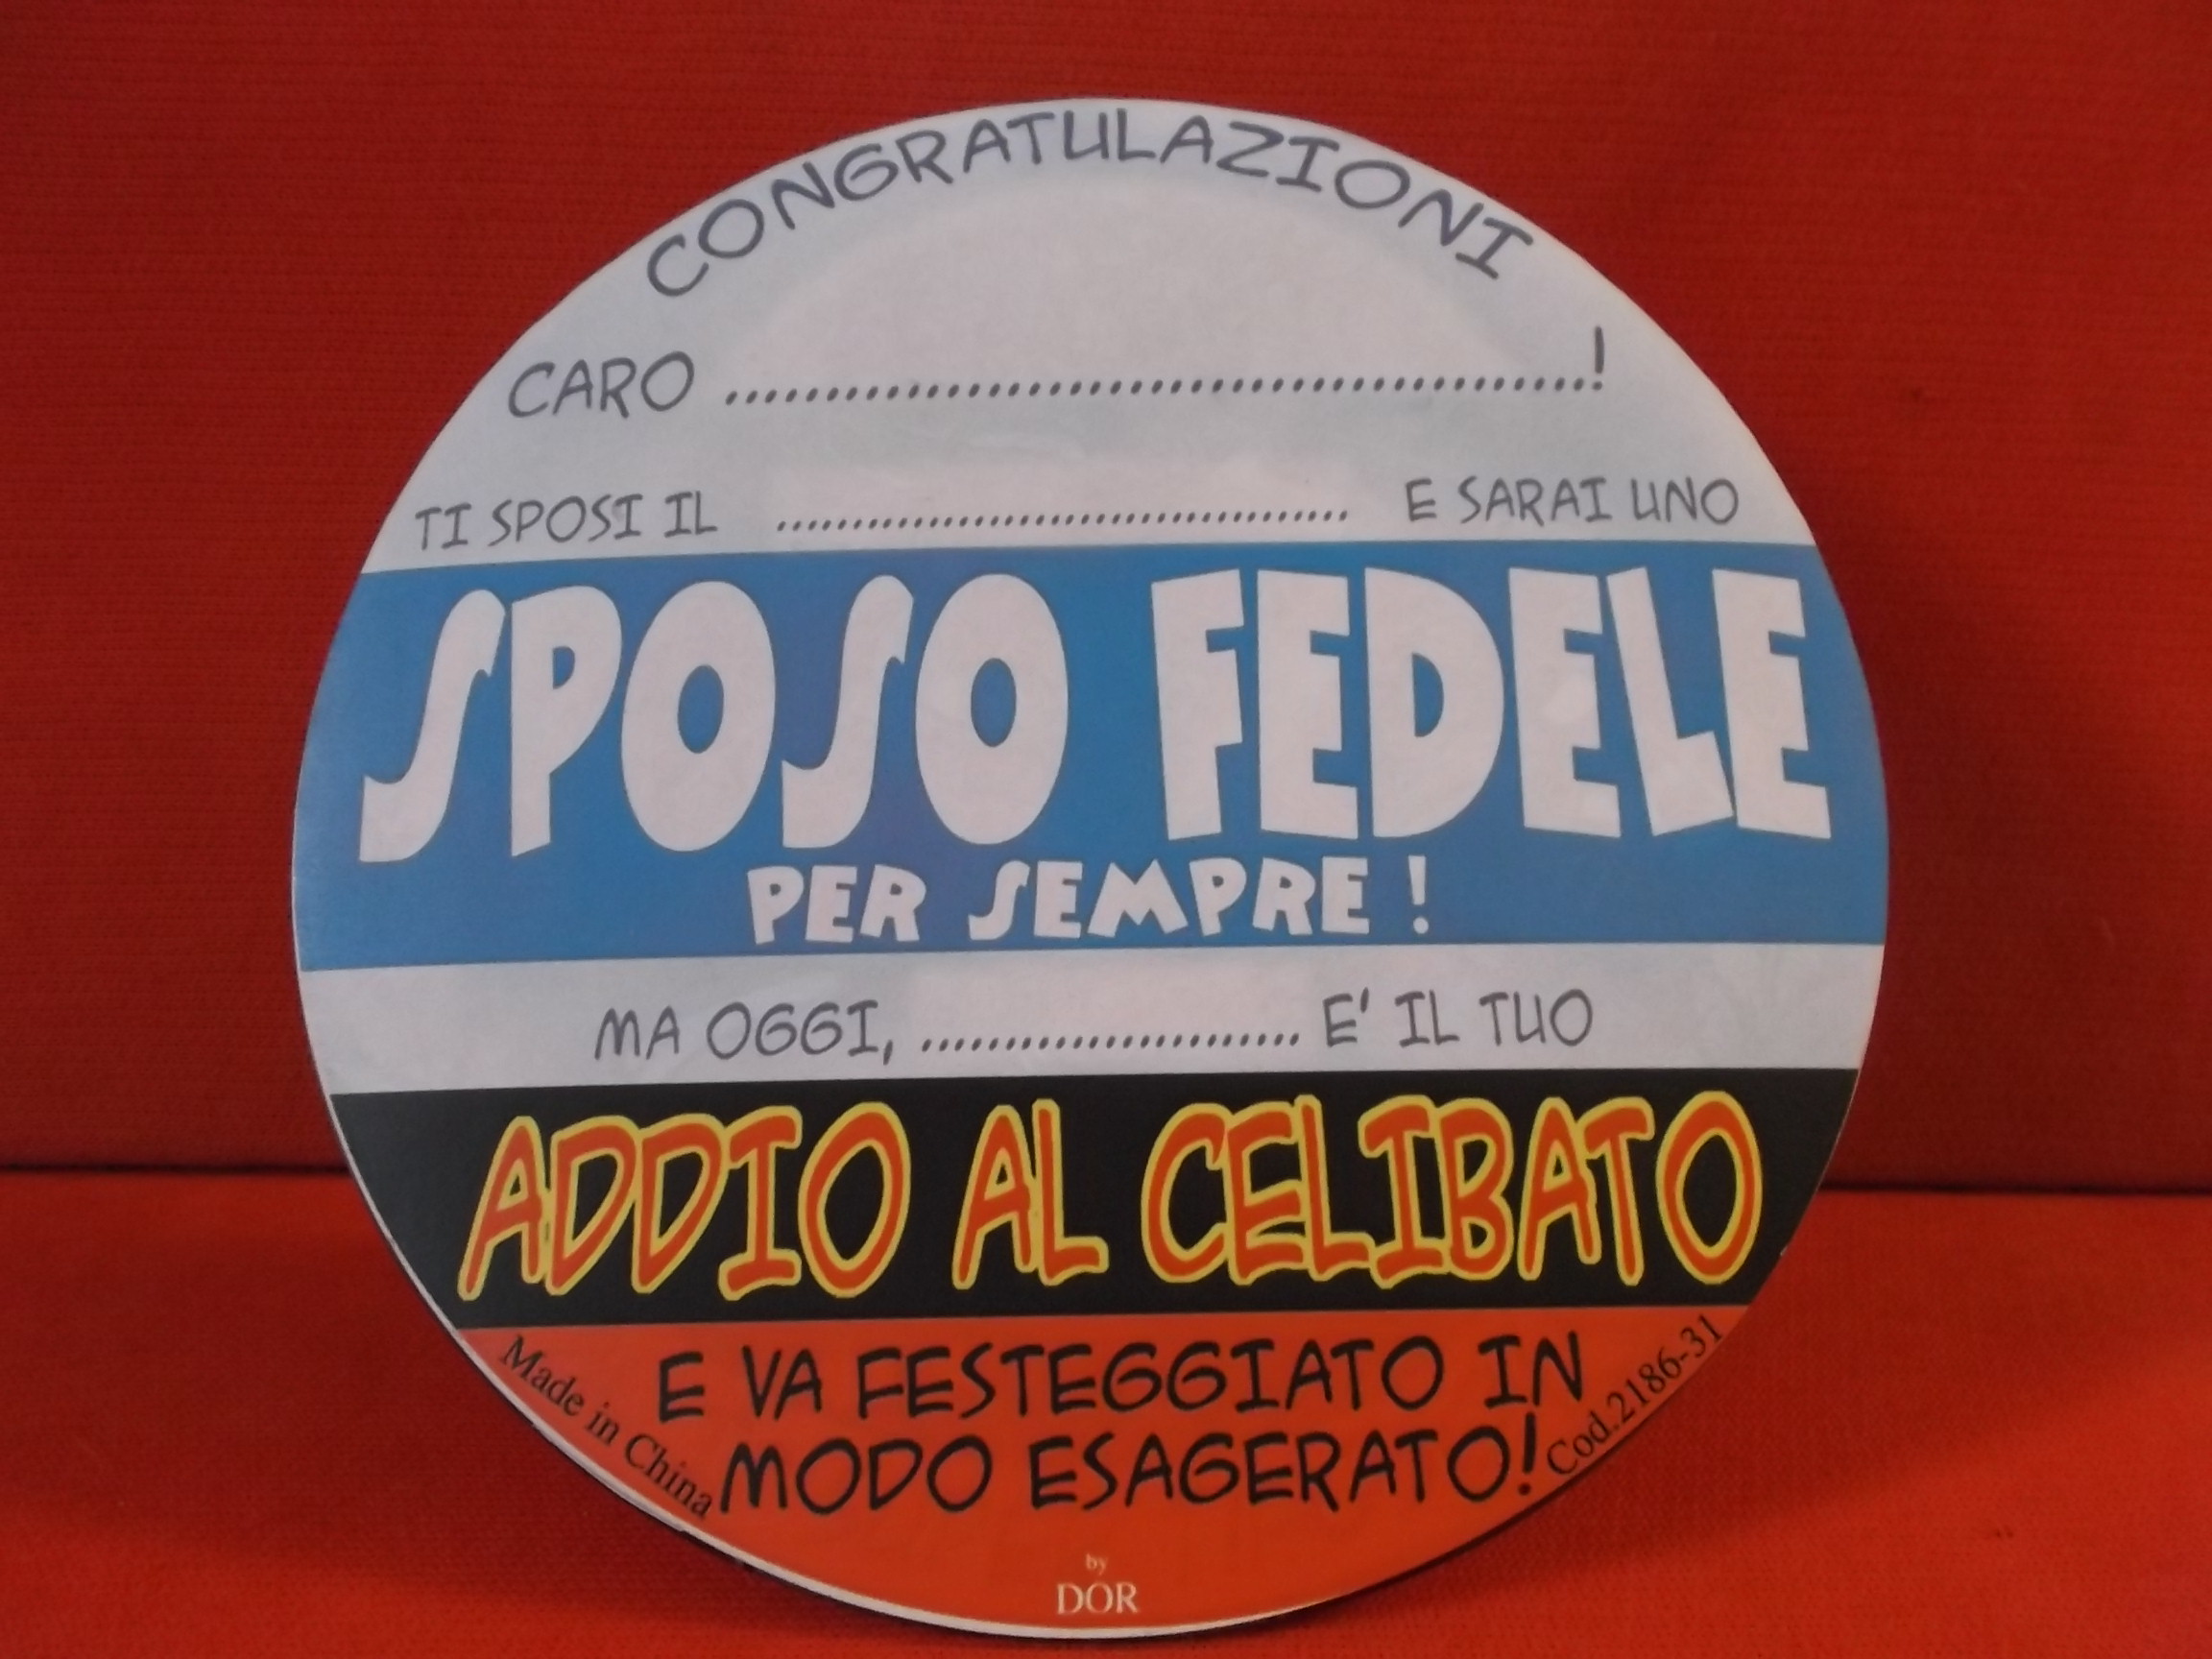 CONGRATULAZIONI
CARO ..................................................!
TI SPOSI IL ...................................... E SARAI UNO
SPOSO FEDELE
PER SEMPRE !
MA OGGI, ....................... E' IL TUO
ADDIO AL CELIBATO
E VA FESTEGGIATO IN
MODO ESAGERATO!
Made in China
Cod.2186-31
by
DOR